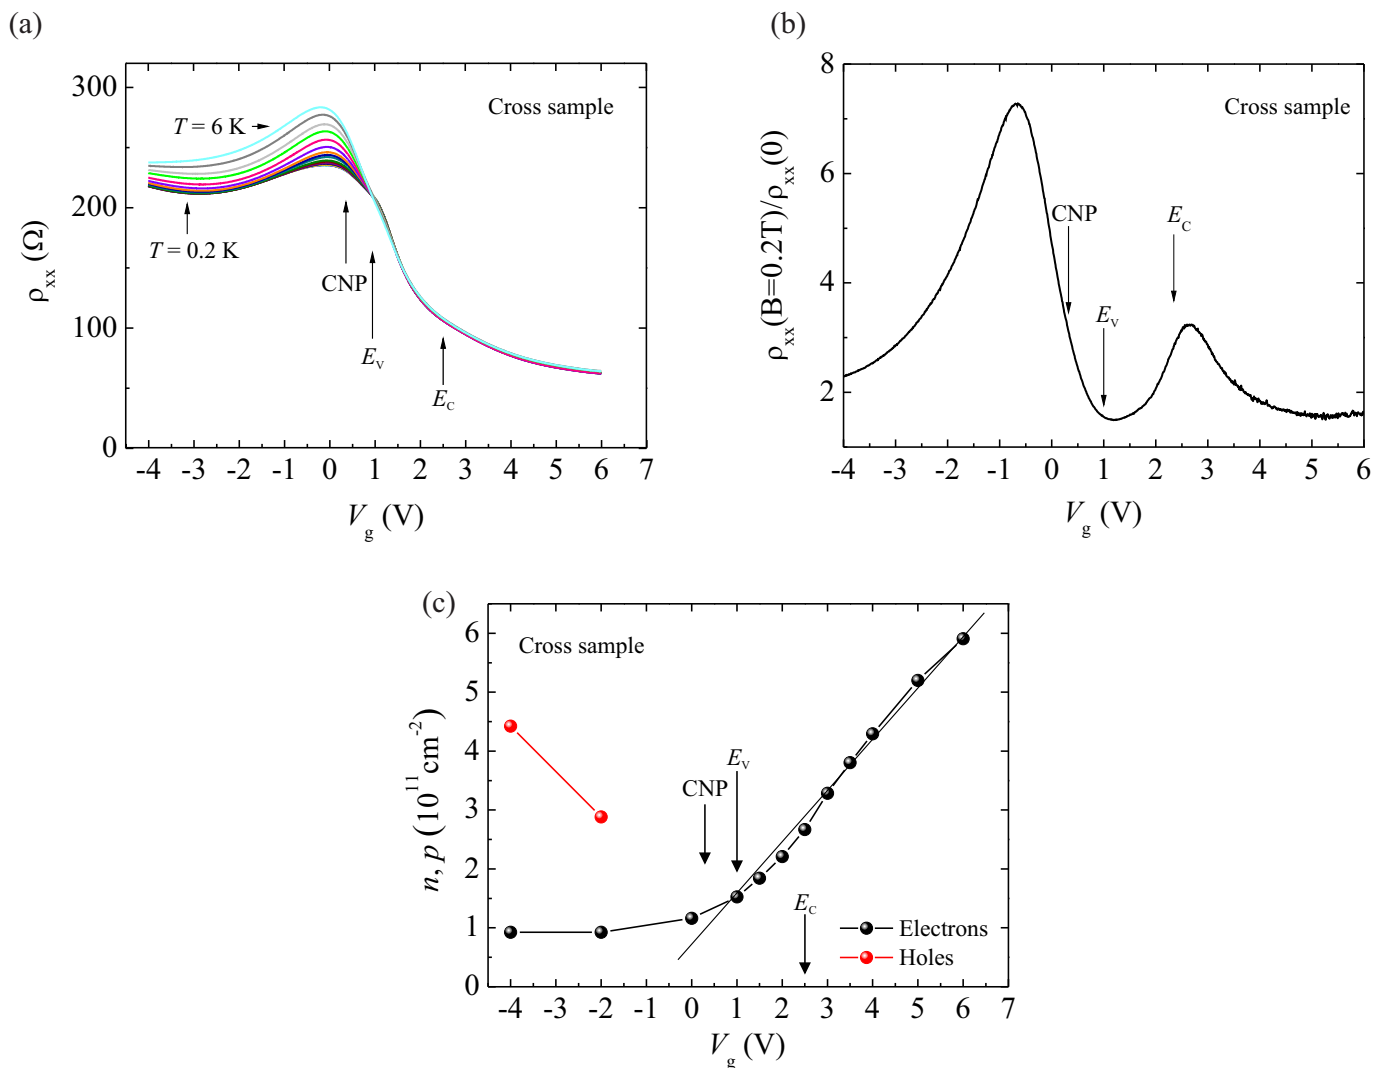 (a)
300
200
100
0
ρxx (Ω)
Cross sample
T = 6 K
T = 0.2 K
CNP
EV
EC
-4 -3 -2 -1 0 1 2 3 4 5 6 7
Vg (V)
(b)
8
6
4
2
ρxx(B=0.2T)/ρxx(0)
Cross sample
CNP
EV
EC
-4 -3 -2 -1 0 1 2 3 4 5 6
Vg (V)
(c)
6
5
4
3
2
1
0
n, p (10^11 cm^-2)
Cross sample
CNP
EV
EC
Electrons
Holes
-4 -3 -2 -1 0 1 2 3 4 5 6 7
Vg (V)